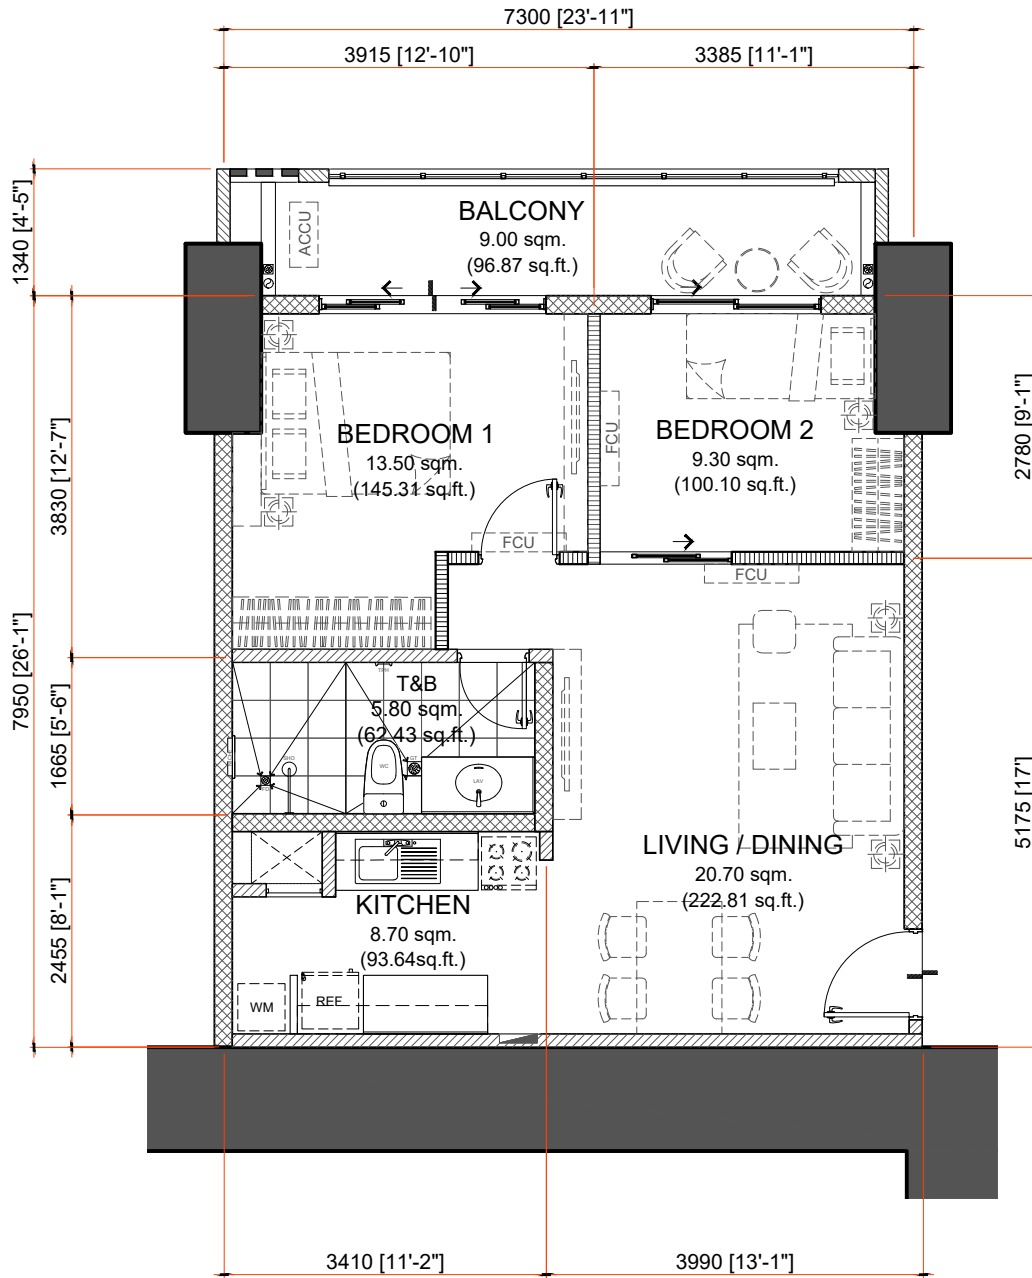 7300 [23'-11"]
3915 [12'-10"]
3385 [11'-1"]
1340 [4'-5"]
BALCONY
9.00 sqm.
(96.87 sq.ft.)
ACCU
7950 [26'-1"]
3830 [12'-7"]
2780 [9'-1"]
BEDROOM 1
13.50 sqm.
(145.31 sq.ft.)
FCU
BEDROOM 2
9.30 sqm.
(100.10 sq.ft.)
FCU
FCU
1665 [5'-6"]
T&B
5.80 sqm.
(62.43 sq.ft.)
SHO
WC
GT
LAV
5175 [17']
LIVING / DINING
20.70 sqm.
(222.81 sq.ft.)
2455 [8'-1"]
KITCHEN
8.70 sqm.
(93.64sq.ft.)
WM
REF
3410 [11'-2"]
3990 [13'-1"]